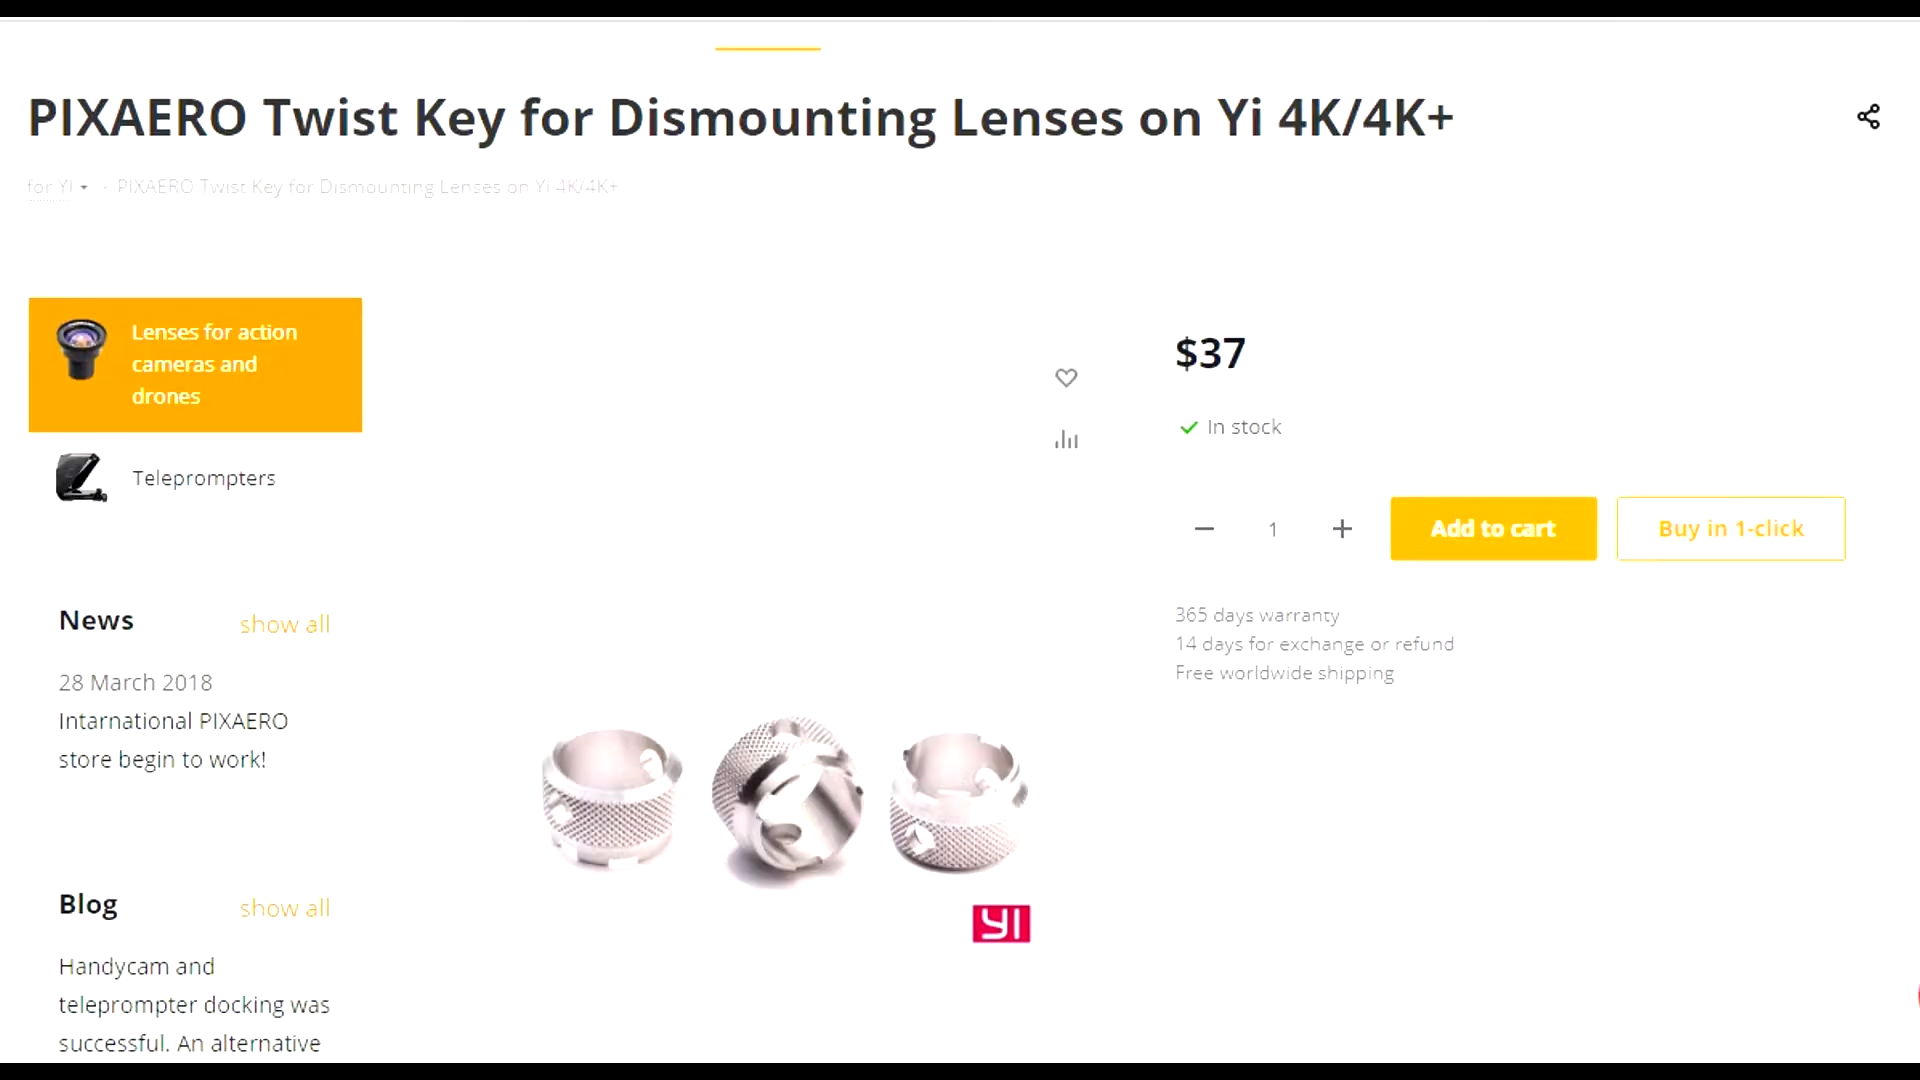 PIXAERO Twist Key for Dismounting Lenses on Yi 4K/4K+
for YI · PIXAERO Twist Key for Dismounting Lenses on Yi 4K/4K+
Lenses for action
cameras and
drones
Teleprompters
News show all
28 March 2018
Intarnational PIXAERO
store begin to work!
Blog show all
Handycam and
teleprompter docking was
successful. An alternative
YI
$37
In stock
1
Add to cart
Buy in 1-click
365 days warranty
14 days for exchange or refund
Free worldwide shipping